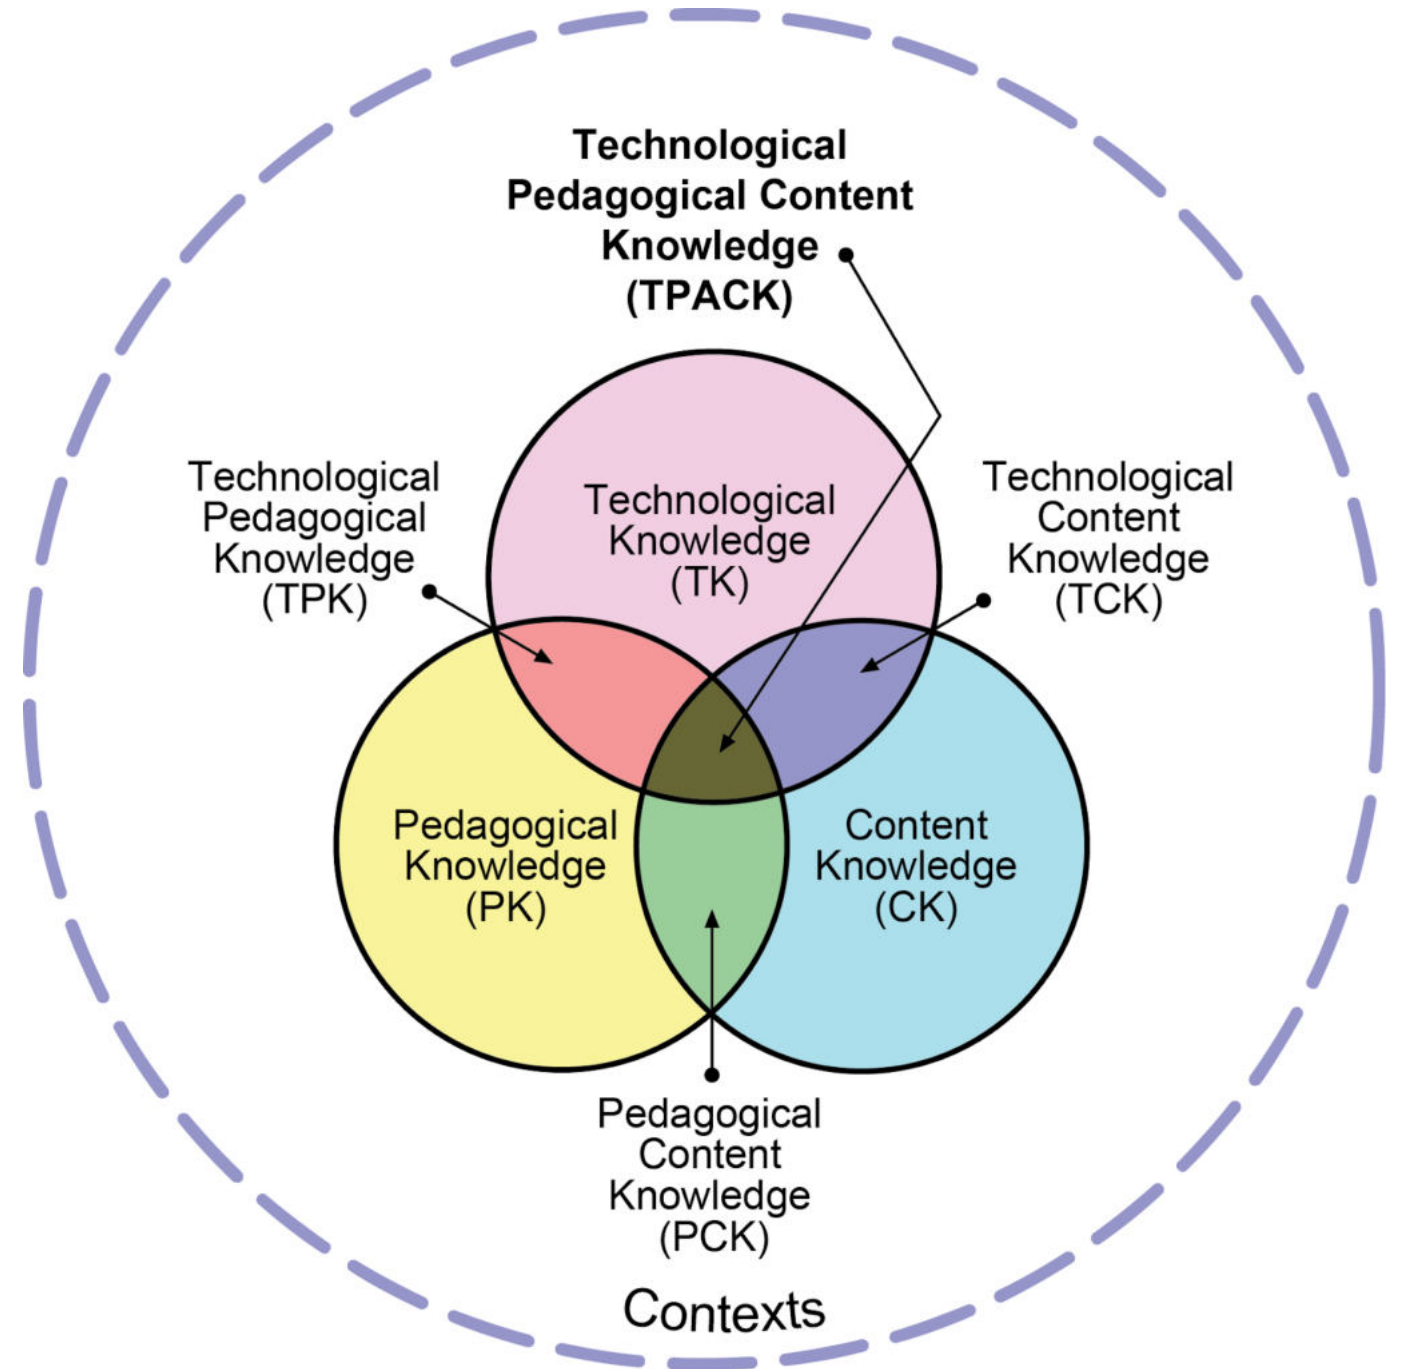 Technological
Pedagogical Content
Knowledge
(TPACK)
Technological
Pedagogical
Knowledge
(TPK)
Technological
Knowledge
(TK)
Technological
Content
Knowledge
(TCK)
Pedagogical
Knowledge
(PK)
Content
Knowledge
(CK)
Pedagogical
Content
Knowledge
(PCK)
Contexts